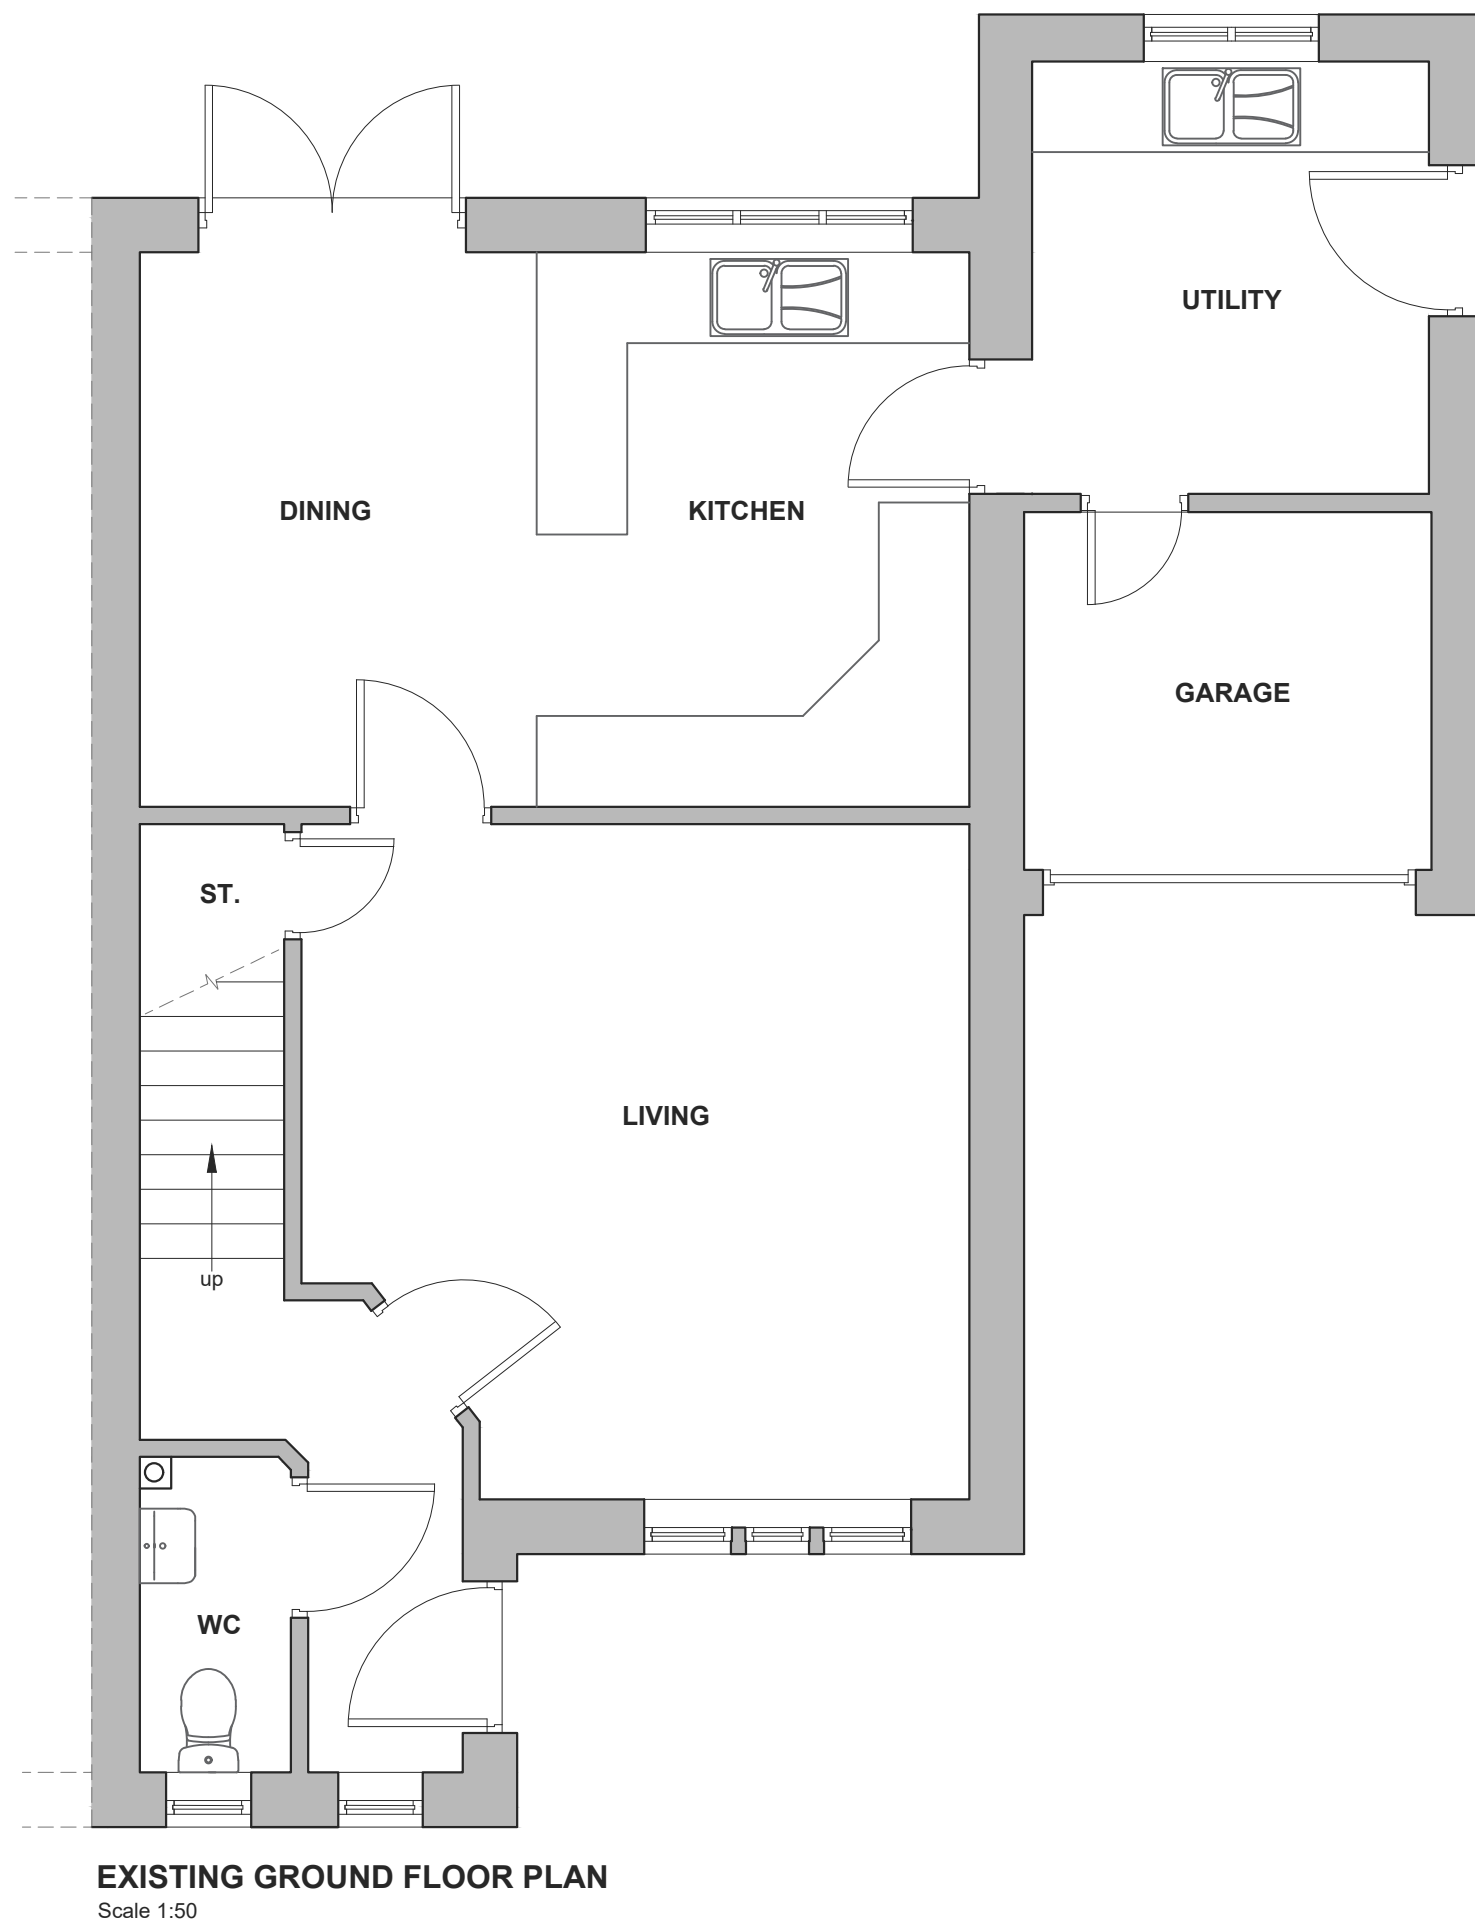 UTILITY
DINING
KITCHEN
GARAGE
ST.
LIVING
up
WC
EXISTING GROUND FLOOR PLAN
Scale 1:50